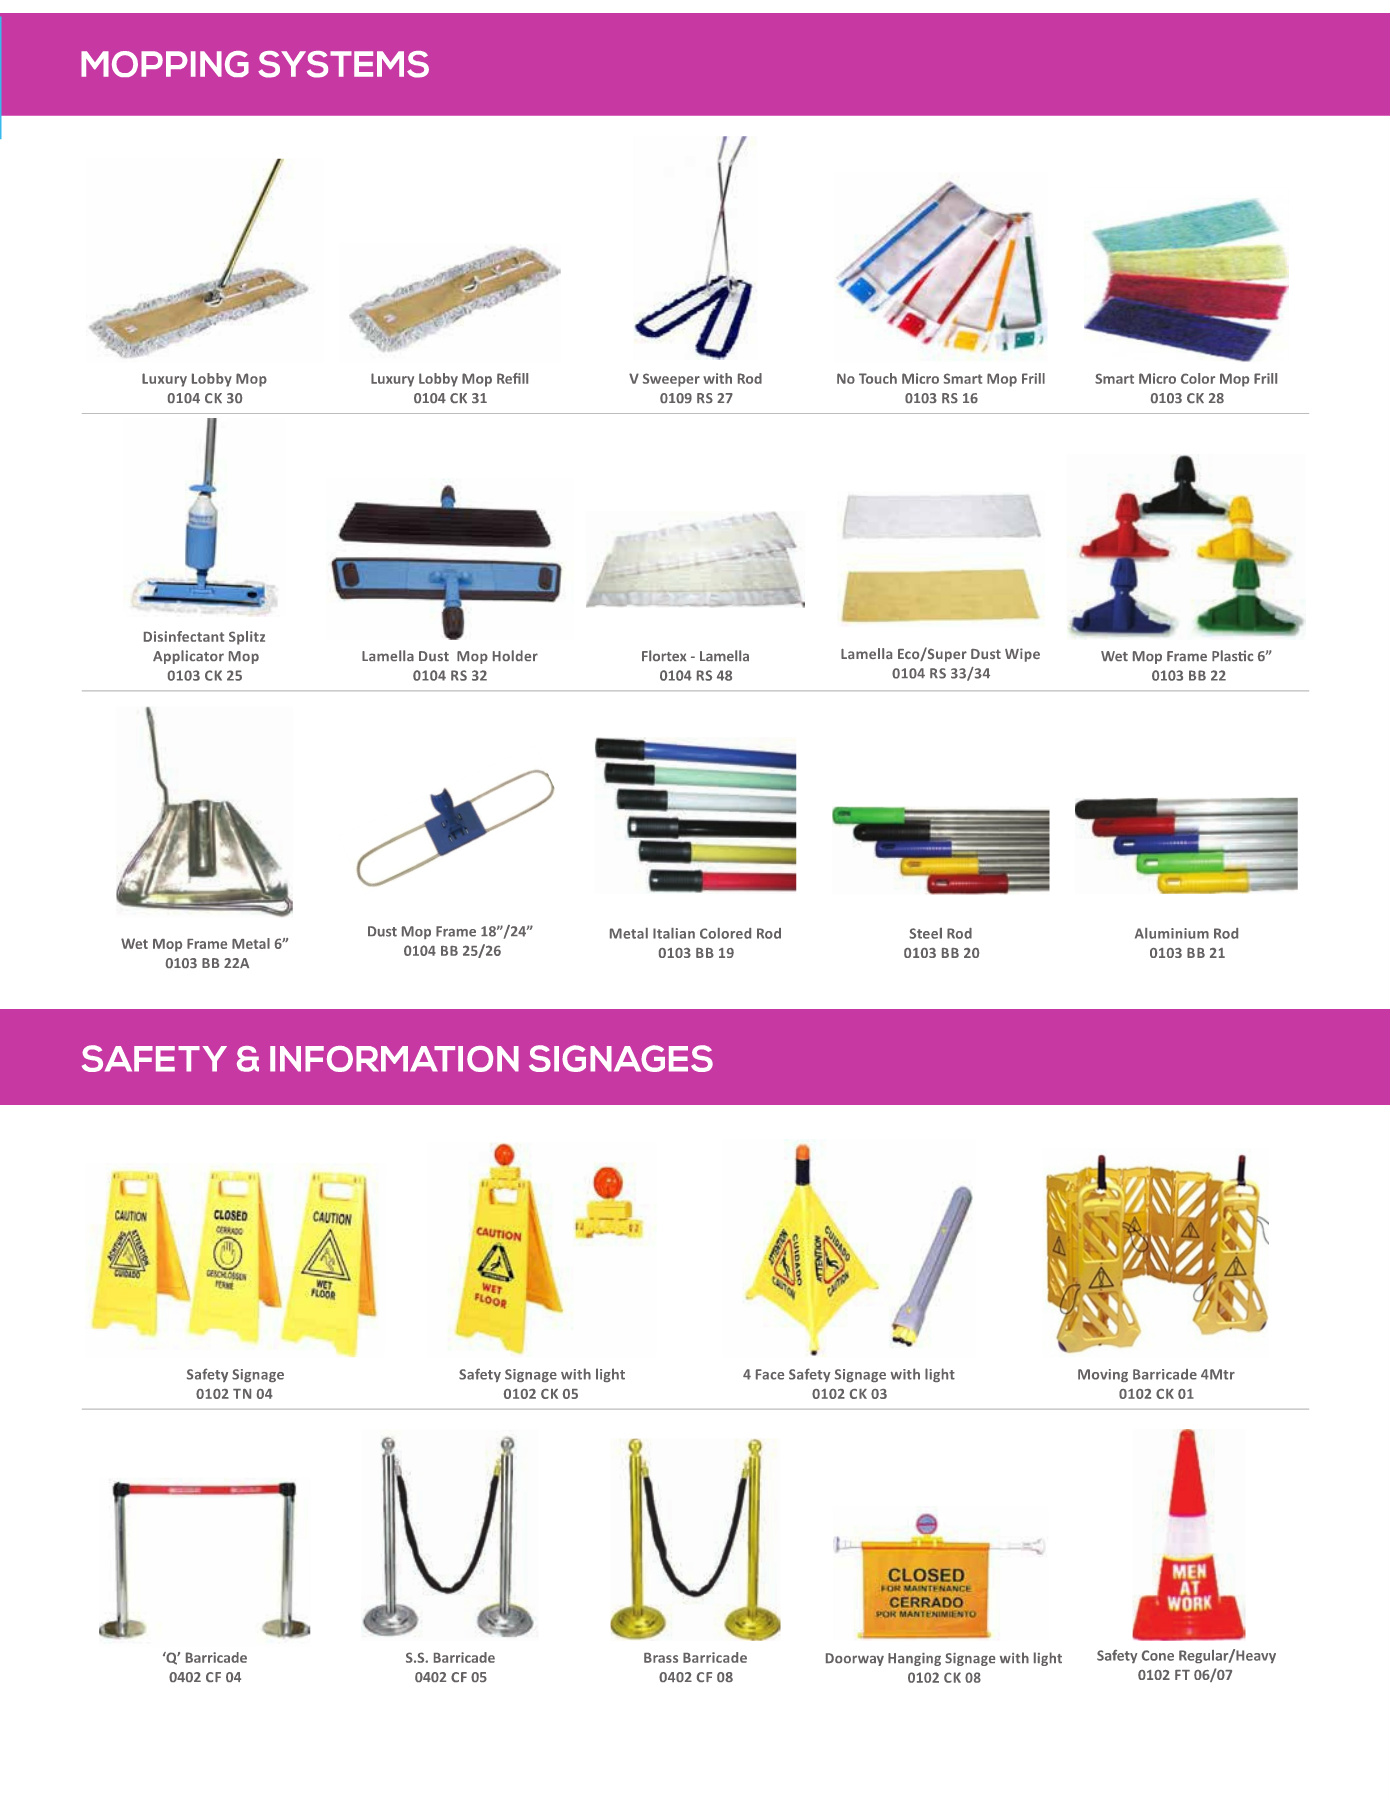 MOPPING SYSTEMS
Luxury Lobby Mop
0104 CK 30
Luxury Lobby Mop Refill
0104 CK 31
V Sweeper with Rod
0109 RS 27
No Touch Micro Smart Mop Frill
0103 RS 16
Smart Micro Color Mop Frill
0103 CK 28
Disinfectant Splitz
Applicator Mop
0103 CK 25
Lamella Dust Mop Holder
0104 RS 32
Flortex - Lamella
0104 RS 48
Lamella Eco/Super Dust Wipe
0104 RS 33/34
Wet Mop Frame Plastic 6”
0103 BB 22
Wet Mop Frame Metal 6”
0103 BB 22A
Dust Mop Frame 18”/24”
0104 BB 25/26
Metal Italian Colored Rod
0103 BB 19
Steel Rod
0103 BB 20
Aluminium Rod
0103 BB 21
SAFETY & INFORMATION SIGNAGES
CAUTION
ACHTUNG
ATTENTION
CUIDADO
CLOSED
CERRADO
GESCHLOSSEN
FERMÉ
CAUTION
WET
FLOOR
Safety Signage
0102 TN 04
CAUTION
WET
FLOOR
Safety Signage with light
0102 CK 05
ATTENTION
CUIDADO
CAUTION
ATTENTION
CUIDADO
CAUTION
4 Face Safety Signage with light
0102 CK 03
Moving Barricade 4Mtr
0102 CK 01
‘Q’ Barricade
0402 CF 04
S.S. Barricade
0402 CF 05
Brass Barricade
0402 CF 08
CLOSED
FOR MAINTENANCE
CERRADO
POR MANTENIMIENTO
Doorway Hanging Signage with light
0102 CK 08
MEN
AT
WORK
Safety Cone Regular/Heavy
0102 FT 06/07